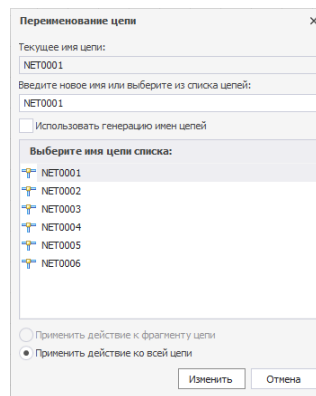 Переименование цепи
Текущее имя цепи:
NET0001
Введите новое имя или выберите из списка цепей:
NET0001
Использовать генерацию имен цепей
Выберите имя цепи списка:
NET0001
NET0002
NET0003
NET0004
NET0005
NET0006
Применить действие к фрагменту цепи
Применить действие ко всей цепи
Изменить Отмена